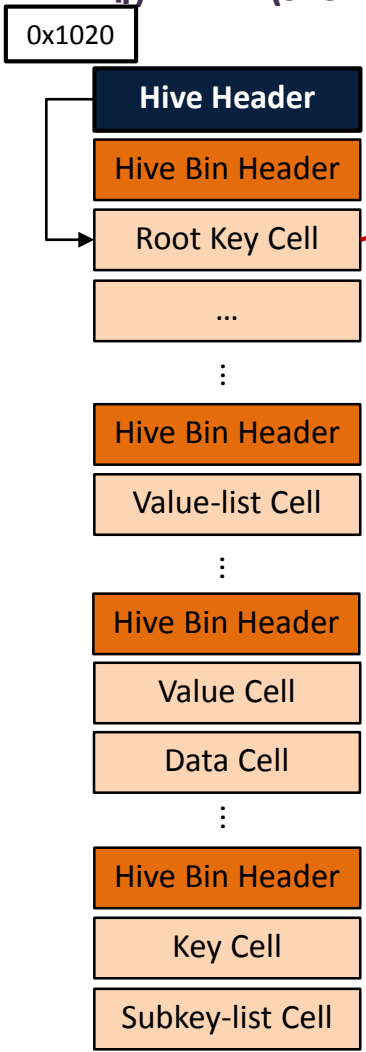 0x1020
Hive Header
Hive Bin Header
Root Key Cell
...
⋮
Hive Bin Header
Value-list Cell
⋮
Hive Bin Header
Value Cell
Data Cell
⋮
Hive Bin Header
Key Cell
Subkey-list Cell